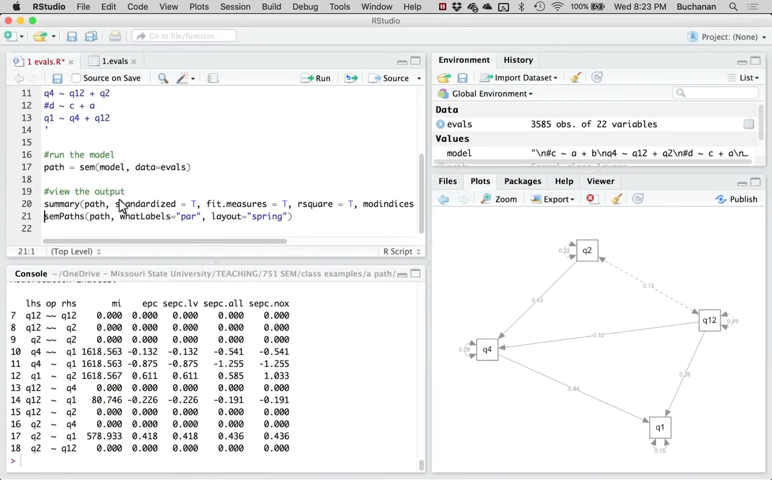 RStudio File Edit Code View Plots Session Build Debug Tools Window Help 100% Wed 8:23 PM Buchanan
RStudio
Go to file/function
Project: (None)
1 evals.R*
1.evals
Source on Save
Run
Source
11 q4 ~ q12 + q2
12 #d ~ c + a
13 q1 ~ q4 + q12
14 '
15
16 #run the model
17 path = sem(model, data=evals)
18
19 #view the output
20 summary(path, standardized = T, fit.measures = T, rsquare = T, modindices
21 semPaths(path, whatLabels="par", layout="spring")
22
21:1 (Top Level) R Script
Console ~/OneDrive - Missouri State University/TEACHING/751 SEM/class examples/a path/
lhs op rhs mi epc sepc.lv sepc.all sepc.nox
7 q12 ~~ q12 0.000 0.000 0.000 0.000 0.000
8 q12 ~~ q2 0.000 0.000 0.000 0.000 0.000
9 q2 ~~ q2 0.000 0.000 0.000 0.000 0.000
10 q4 ~~ q1 1618.563 -0.132 -0.132 -0.541 -0.541
11 q4 ~ q1 1618.563 -0.875 -0.875 -1.255 -1.255
12 q1 ~ q2 1618.567 0.611 0.611 0.585 1.033
13 q12 ~ q4 0.000 0.000 0.000 0.000 0.000
14 q12 ~ q1 80.746 -0.226 -0.226 -0.191 -0.191
15 q12 ~ q2 0.000 0.000 0.000 0.000 0.000
16 q2 ~ q4 0.000 0.000 0.000 0.000 0.000
17 q2 ~ q1 578.933 0.418 0.418 0.436 0.436
18 q2 ~ q12 0.000 0.000 0.000 0.000 0.000
>
Environment History
Import Dataset
List
Global Environment
Data
evals 3585 obs. of 22 variables
Values
model "\n#c ~ a + b\nq4 ~ q12 + q2\n#d ~ c + a\n…
Files Plots Packages Help Viewer
Zoom Export Publish
q2
0.13
q12
0.43
0.10
q4
0.26
q1
0.15